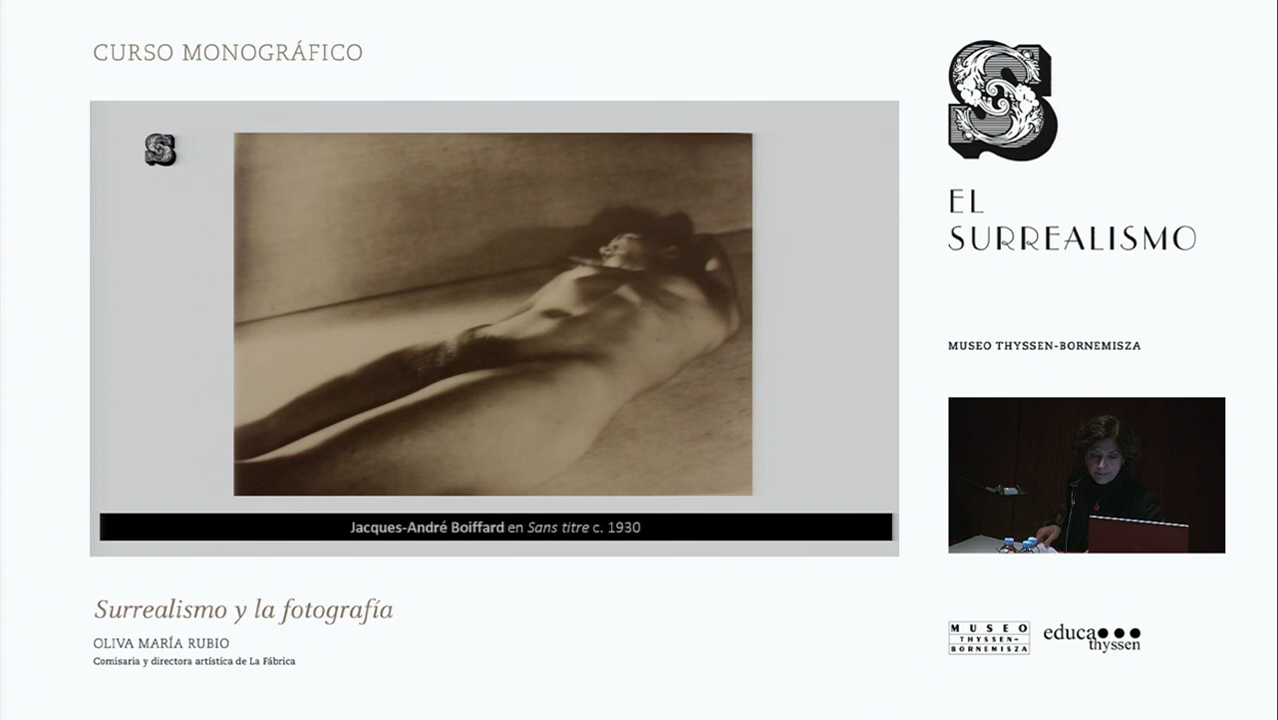 CURSO MONOGRÁFICO
S
S
EL
SURREALISMO
MUSEO THYSSEN-BORNEMISZA
Jacques-André Boiffard en Sans titre c. 1930
Surrealismo y la fotografía
OLIVA MARÍA RUBIO
Comisaria y directora artística de La Fábrica
MUSEO
THYSSEN-
BORNEMISZA
educa
thyssen